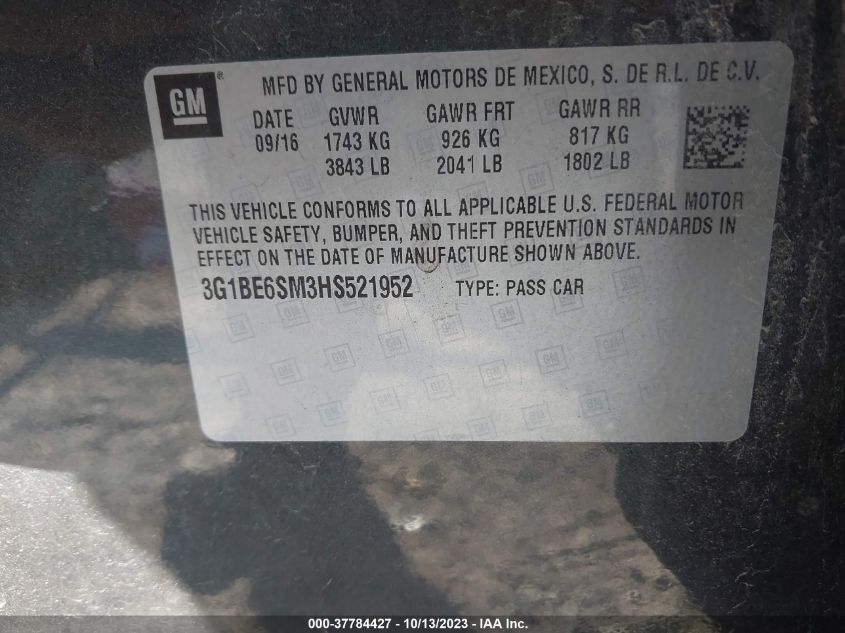 GM ® MFD BY GENERAL MOTORS DE MEXICO, S. DE R.L. DE C.V.
DATE GVWR GAWR FRT GAWR RR
09/16 1743 KG 926 KG 817 KG
3843 LB 2041 LB 1802 LB
THIS VEHICLE CONFORMS TO ALL APPLICABLE U.S. FEDERAL MOTOR
VEHICLE SAFETY, BUMPER, AND THEFT PREVENTION STANDARDS IN
EFFECT ON THE DATE OF MANUFACTURE SHOWN ABOVE.
3G1BE6SM3HS521952 TYPE: PASS CAR
000-37784427 - 10/13/2023 - IAA Inc.